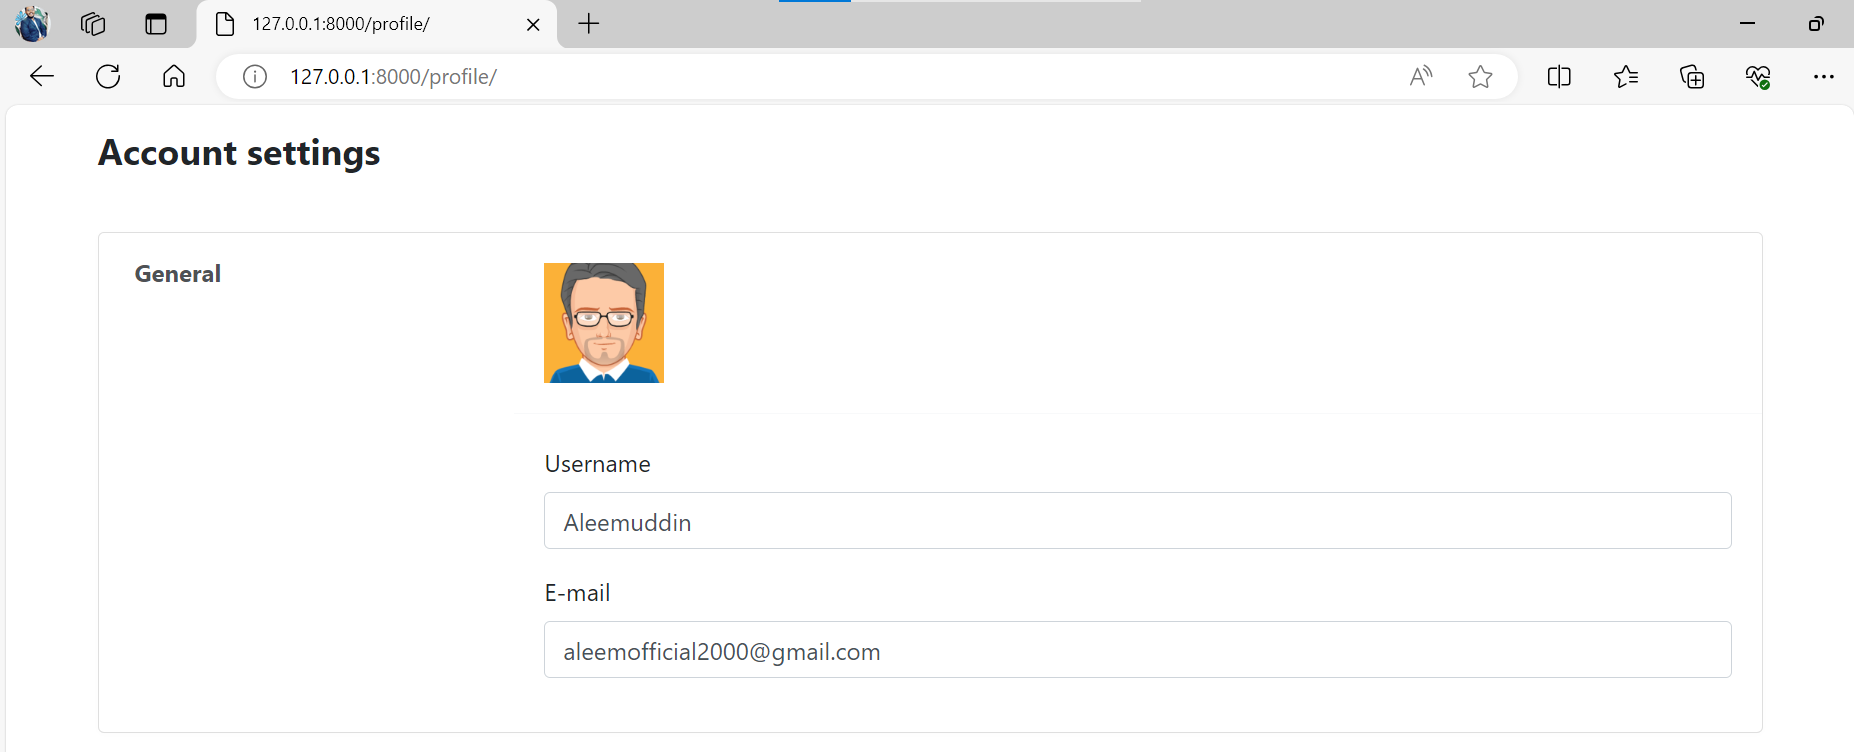 127.0.0.1:8000/profile/
127.0.0.1:8000/profile/
Account settings
General
Username
Aleemuddin
E-mail
aleemofficial2000@gmail.com